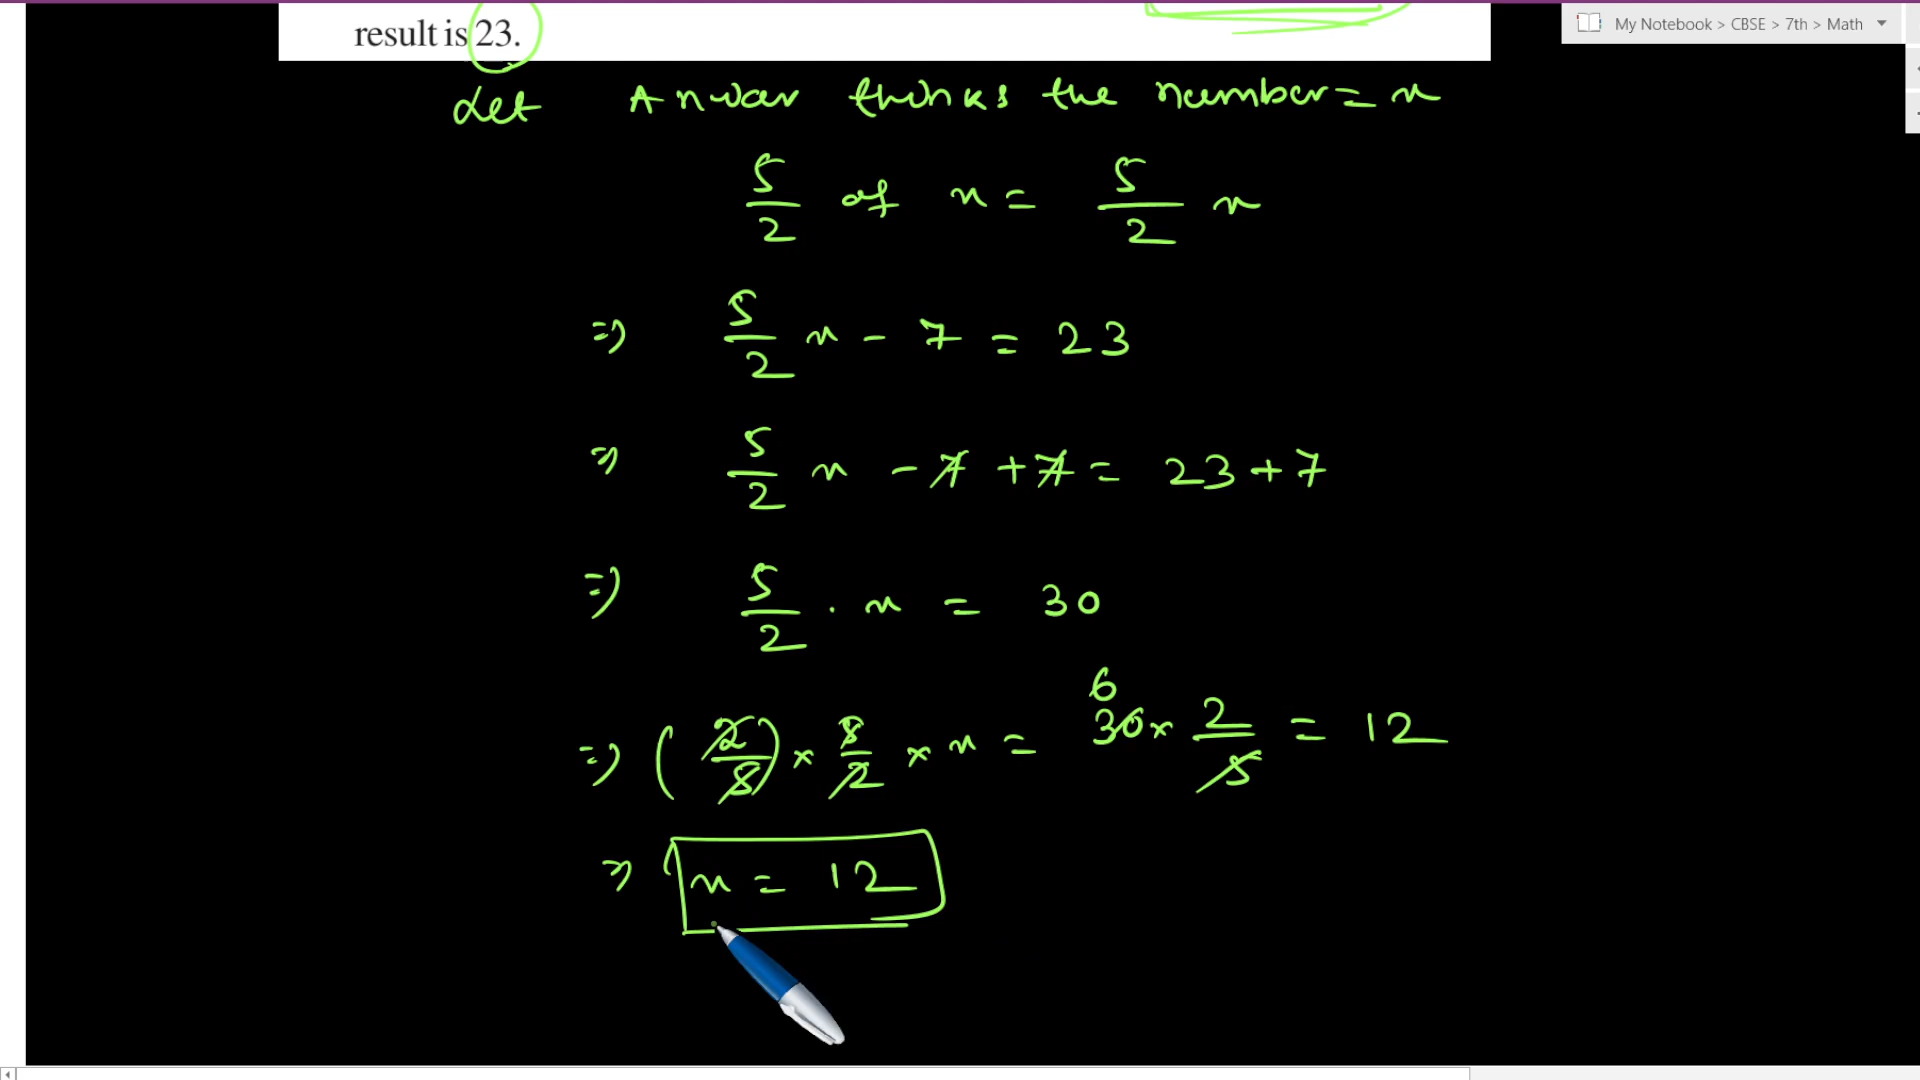 My Notebook > CBSE > 7th > Math
result is 23.
Let Anwar thinks the number = x
5/2 of x = 5/2 x
⇒ 5/2 x - 7 = 23
⇒ 5/2 x - 7 + 7 = 23 + 7
⇒ 5/2 . x = 30
6
⇒ (2/5) × 5/2 × x = 30 × 2/5 = 12
⇒ x = 12